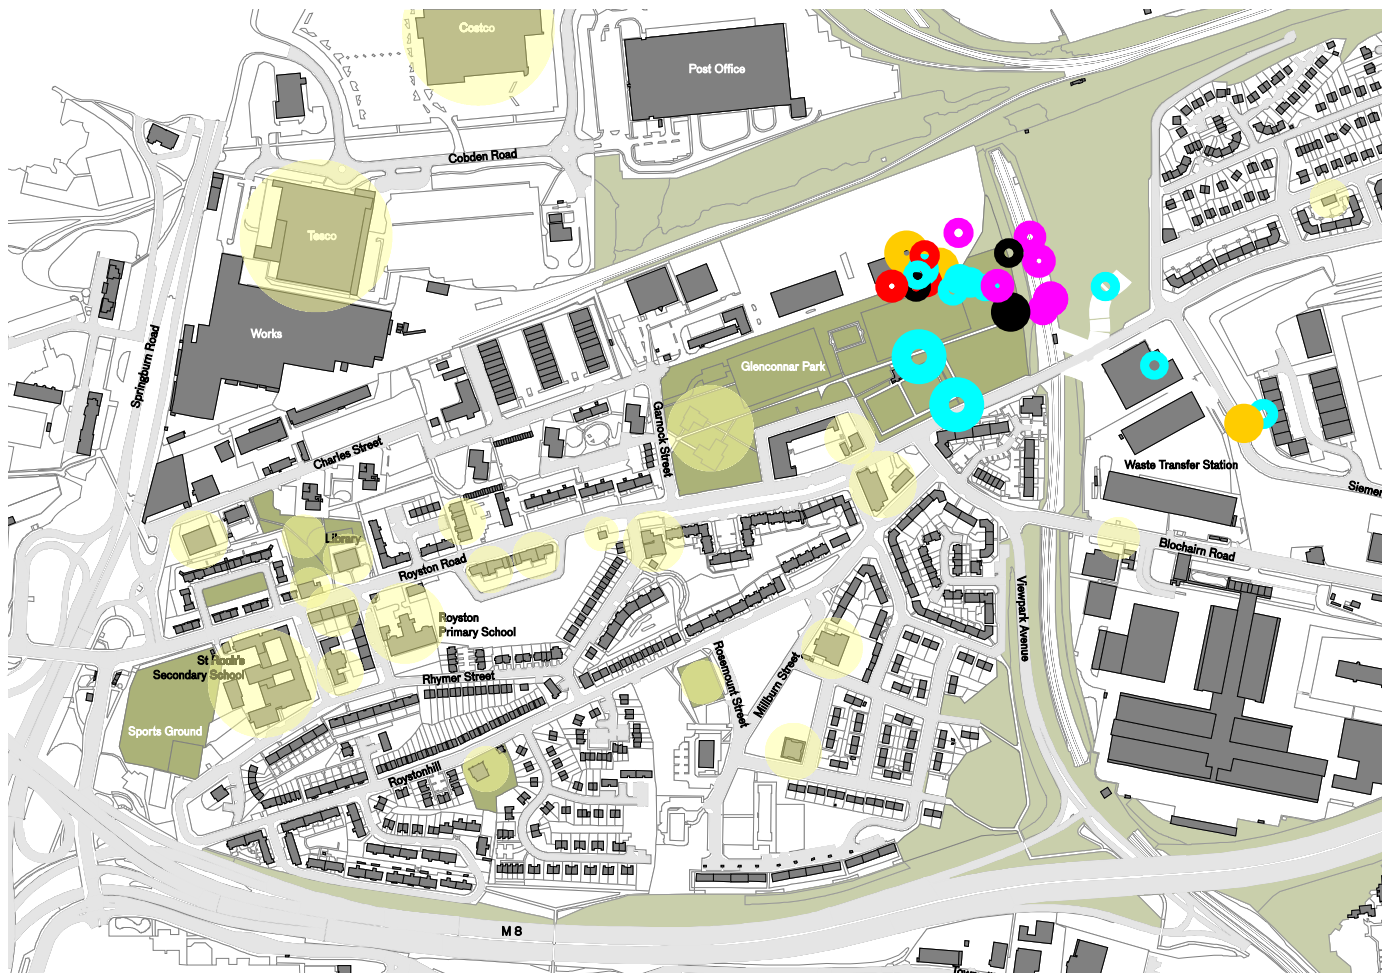 Costco
Post Office
Cobden Road
Tesco
Works
Springburn Road
Glenconnar Park
Garnock Street
Charles Street
Waste Transfer Station
Library
Royston Road
Blochairn Road
Royston
Primary School
Viewpark Avenue
St Roch's
Secondary School
Rhymer Street
Rosemount Street
Millburn Street
Sports Ground
Roystonhill
M 8